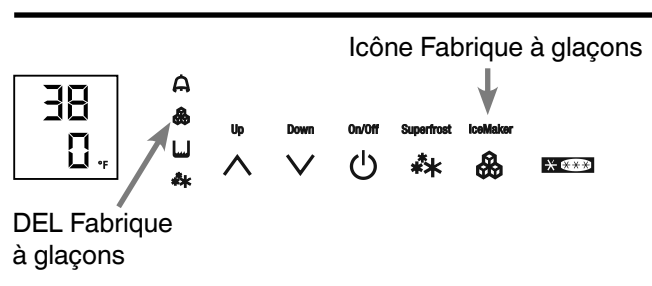 Icône Fabrique à glaçons
38
0 °F
Up Down On/Off Superfrost IceMaker
DEL Fabrique
à glaçons